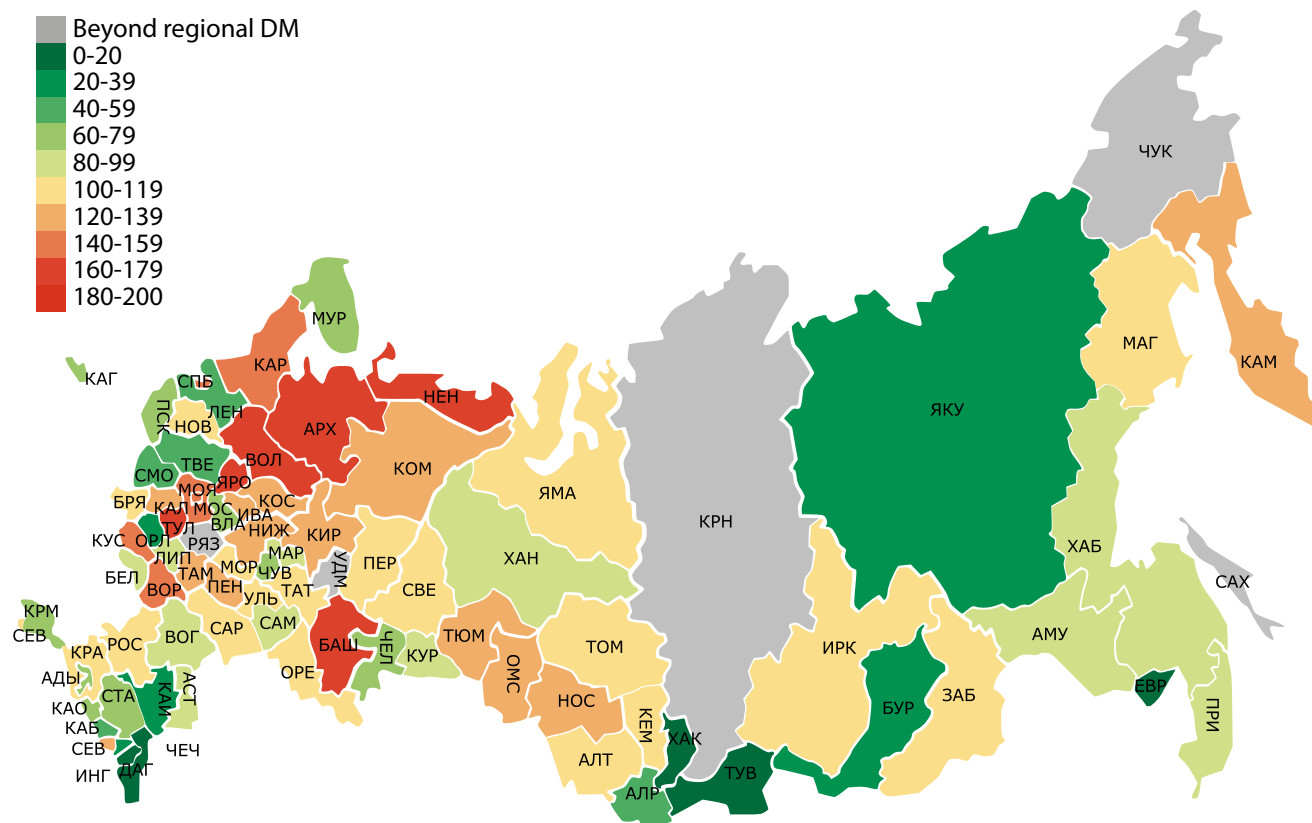 Beyond regional DM
0-20
20-39
40-59
60-79
80-99
100-119
120-139
140-159
160-179
180-200
ЧУК
МУР
МАГ
КАР
КАМ
КАГ
СПБ
НЕН
ЛЕН
ПСК
ЯКУ
НОВ
АРХ
ВОЛ
ТВЕ
КОМ
СМО
ЯРО
МОЯ
ЯМА
БРЯ
КАЛ
МОС
КОС
ИВА
КРН
ВЛА
ТУЛ
НИЖ
КИР
КУС
ОРЛ
РЯЗ
ХАБ
ЛИП
МАР
ХАН
ПЕР
БЕЛ
ТАМ
МОР
ЧУВ
УДМ
САХ
ВОР
ПЕН
ТАТ
СВЕ
УЛЬ
КРМ
СЕВ
САМ
САР
ВОГ
АМУ
РОС
КРА
БАШ
ЧЕЛ
КУР
ТЮМ
ТОМ
ИРК
ОРЕ
ОМС
АДЫ
АСТ
ЕВР
СТА
КАИ
НОС
ЗАБ
КАО
БУР
ПРИ
КАБ
КЕМ
ХАК
СЕВ
ЧЕЧ
АЛТ
ИНГ
ДАГ
ТУВ
АЛР